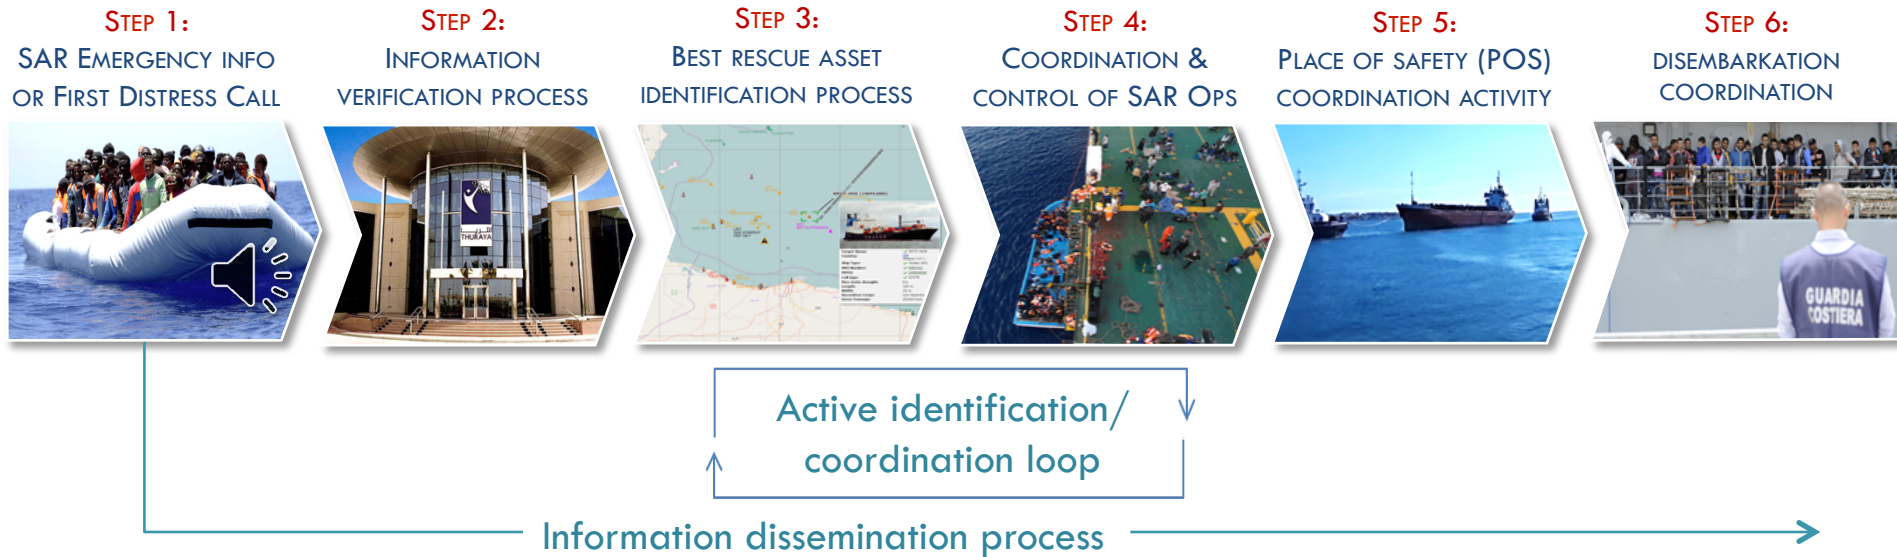 STEP 1:
SAR EMERGENCY INFO
OR FIRST DISTRESS CALL
STEP 2:
INFORMATION
VERIFICATION PROCESS
STEP 3:
BEST RESCUE ASSET
IDENTIFICATION PROCESS
STEP 4:
COORDINATION &
CONTROL OF SAR OPS
STEP 5:
PLACE OF SAFETY (POS)
COORDINATION ACTIVITY
STEP 6:
DISEMBARKATION
COORDINATION
الثريا
THURAYA
GUARDIA
COSTIERA
Active identification/
coordination loop
Information dissemination process